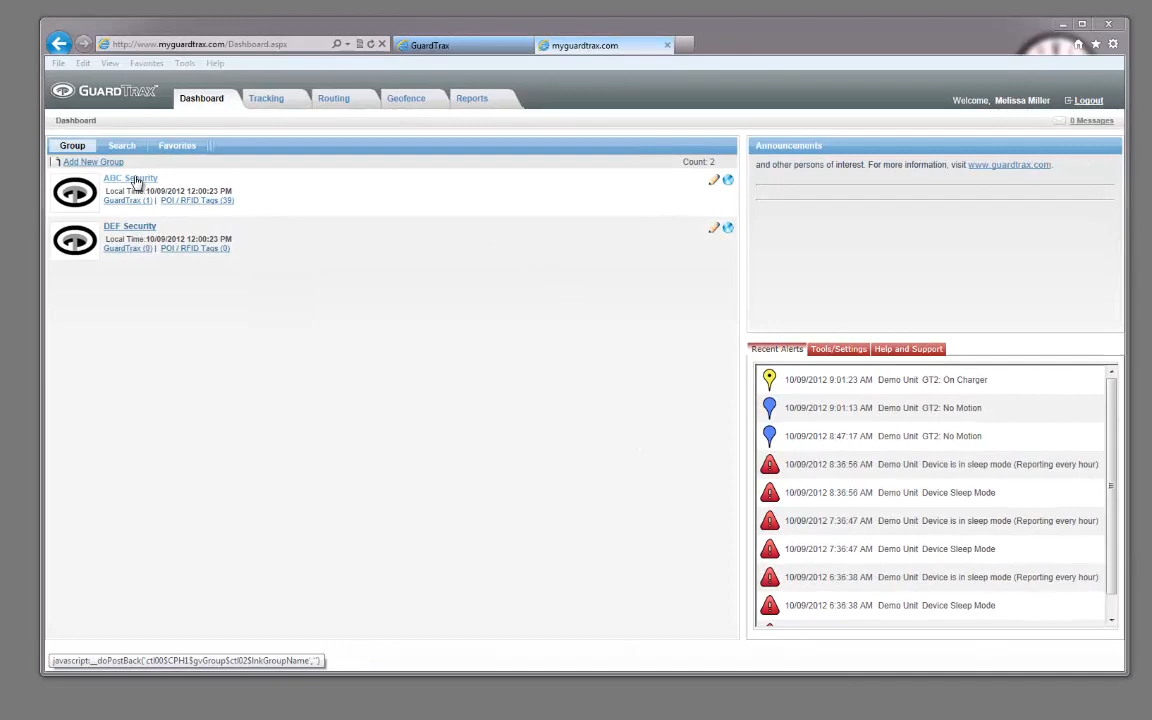 http://www.myguardtrax.com/Dashboard.aspx
GuardTrax
myguardtrax.com
File Edit View Favorites Tools Help
GUARDTRAX
Dashboard Tracking Routing Geofence Reports
Welcome, Melissa Miller
Logout
Dashboard
0 Messages
Group Search Favorites
Add New Group
Count: 2
ABC Security
Local Time:10/09/2012 12:00:23 PM
GuardTrax (1) | POI / RFID Tags (39)
DEF Security
Local Time:10/09/2012 12:00:23 PM
GuardTrax (0) | POI / RFID Tags (0)
Announcements
and other persons of interest. For more information, visit www.guardtrax.com.
Recent Alerts Tools/Settings Help and Support
10/09/2012 9:01:23 AM Demo Unit GT2: On Charger
10/09/2012 9:01:13 AM Demo Unit GT2: No Motion
10/09/2012 8:47:17 AM Demo Unit GT2: No Motion
10/09/2012 8:36:56 AM Demo Unit Device is in sleep mode (Reporting every hour)
10/09/2012 8:36:56 AM Demo Unit Device Sleep Mode
10/09/2012 7:36:47 AM Demo Unit Device is in sleep mode (Reporting every hour)
10/09/2012 7:36:47 AM Demo Unit Device Sleep Mode
10/09/2012 6:36:38 AM Demo Unit Device is in sleep mode (Reporting every hour)
10/09/2012 6:36:38 AM Demo Unit Device Sleep Mode
javascript:__doPostBack('ctl00$CPH1$gvGroup$ctl02$lnkGroupName','')